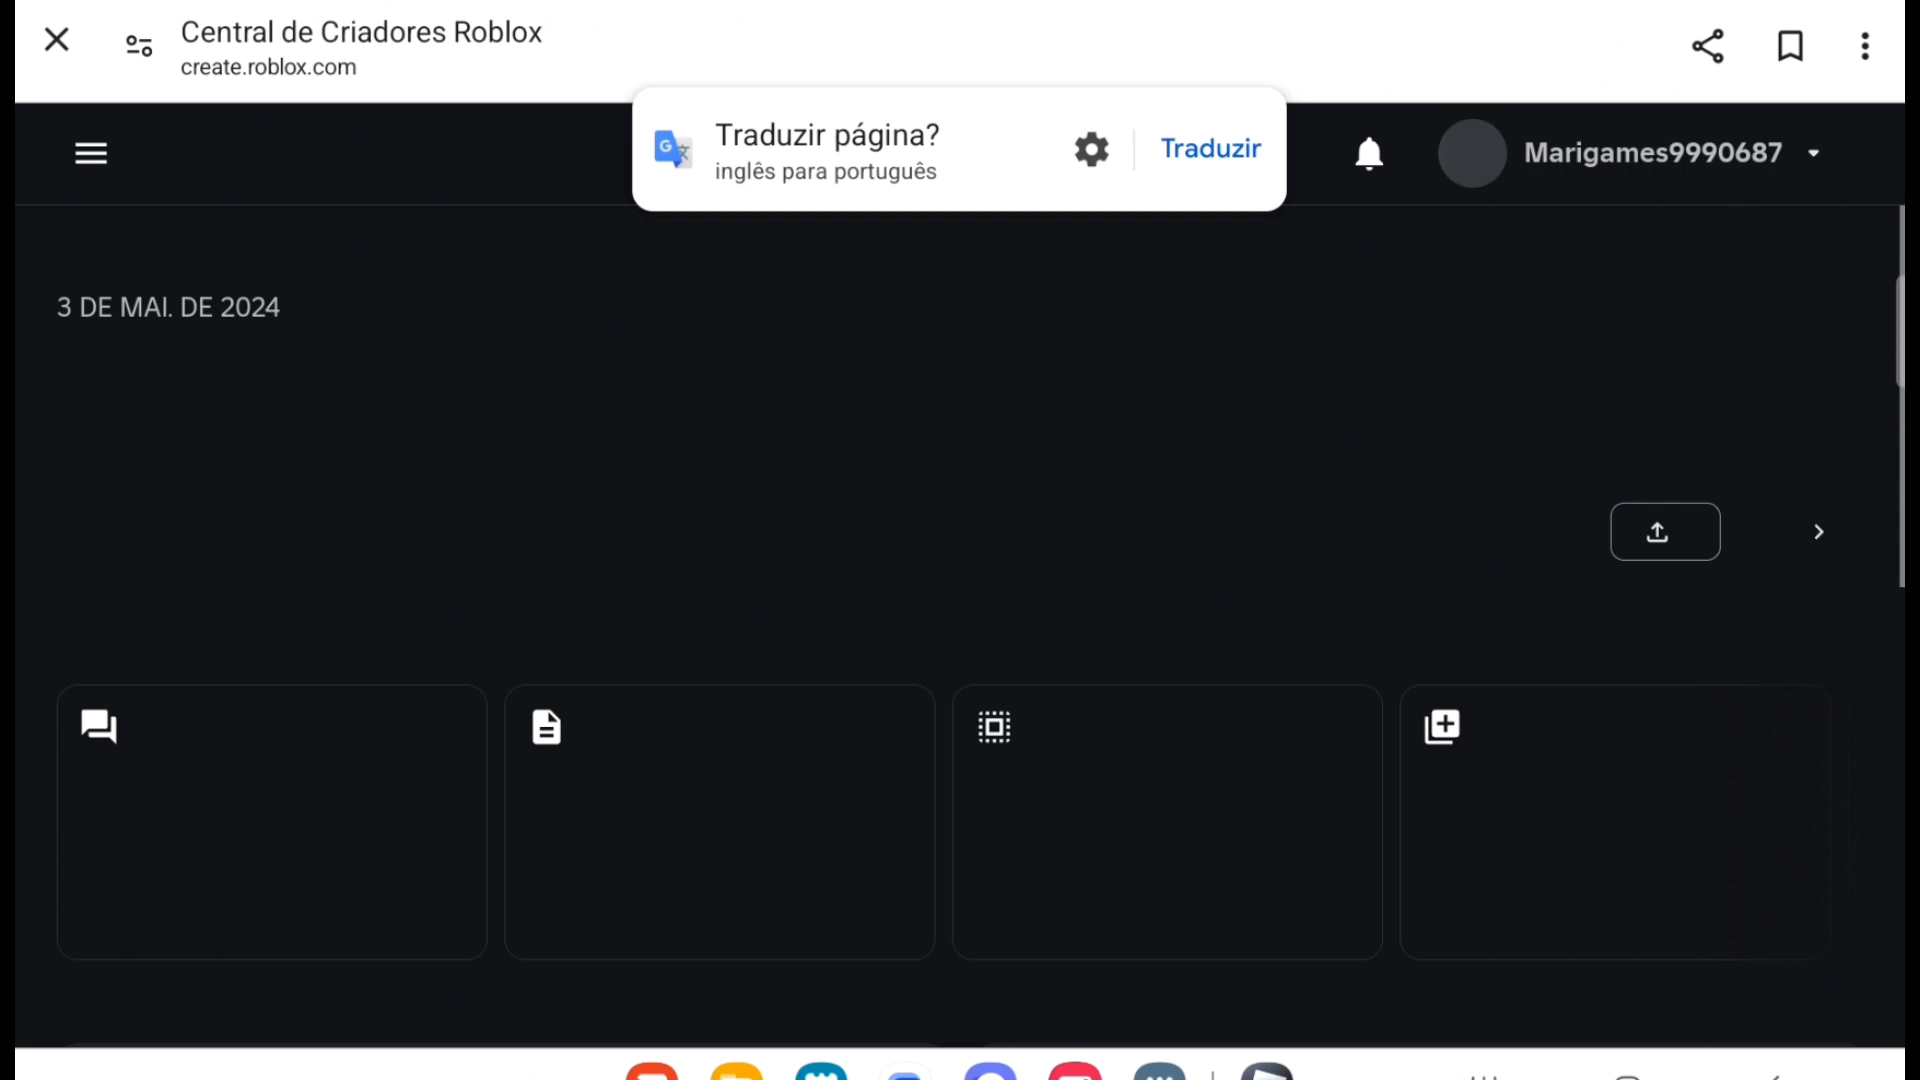 Central de Criadores Roblox
create.roblox.com
Traduzir página?
inglês para português
Traduzir
Marigames9990687
3 DE MAI. DE 2024